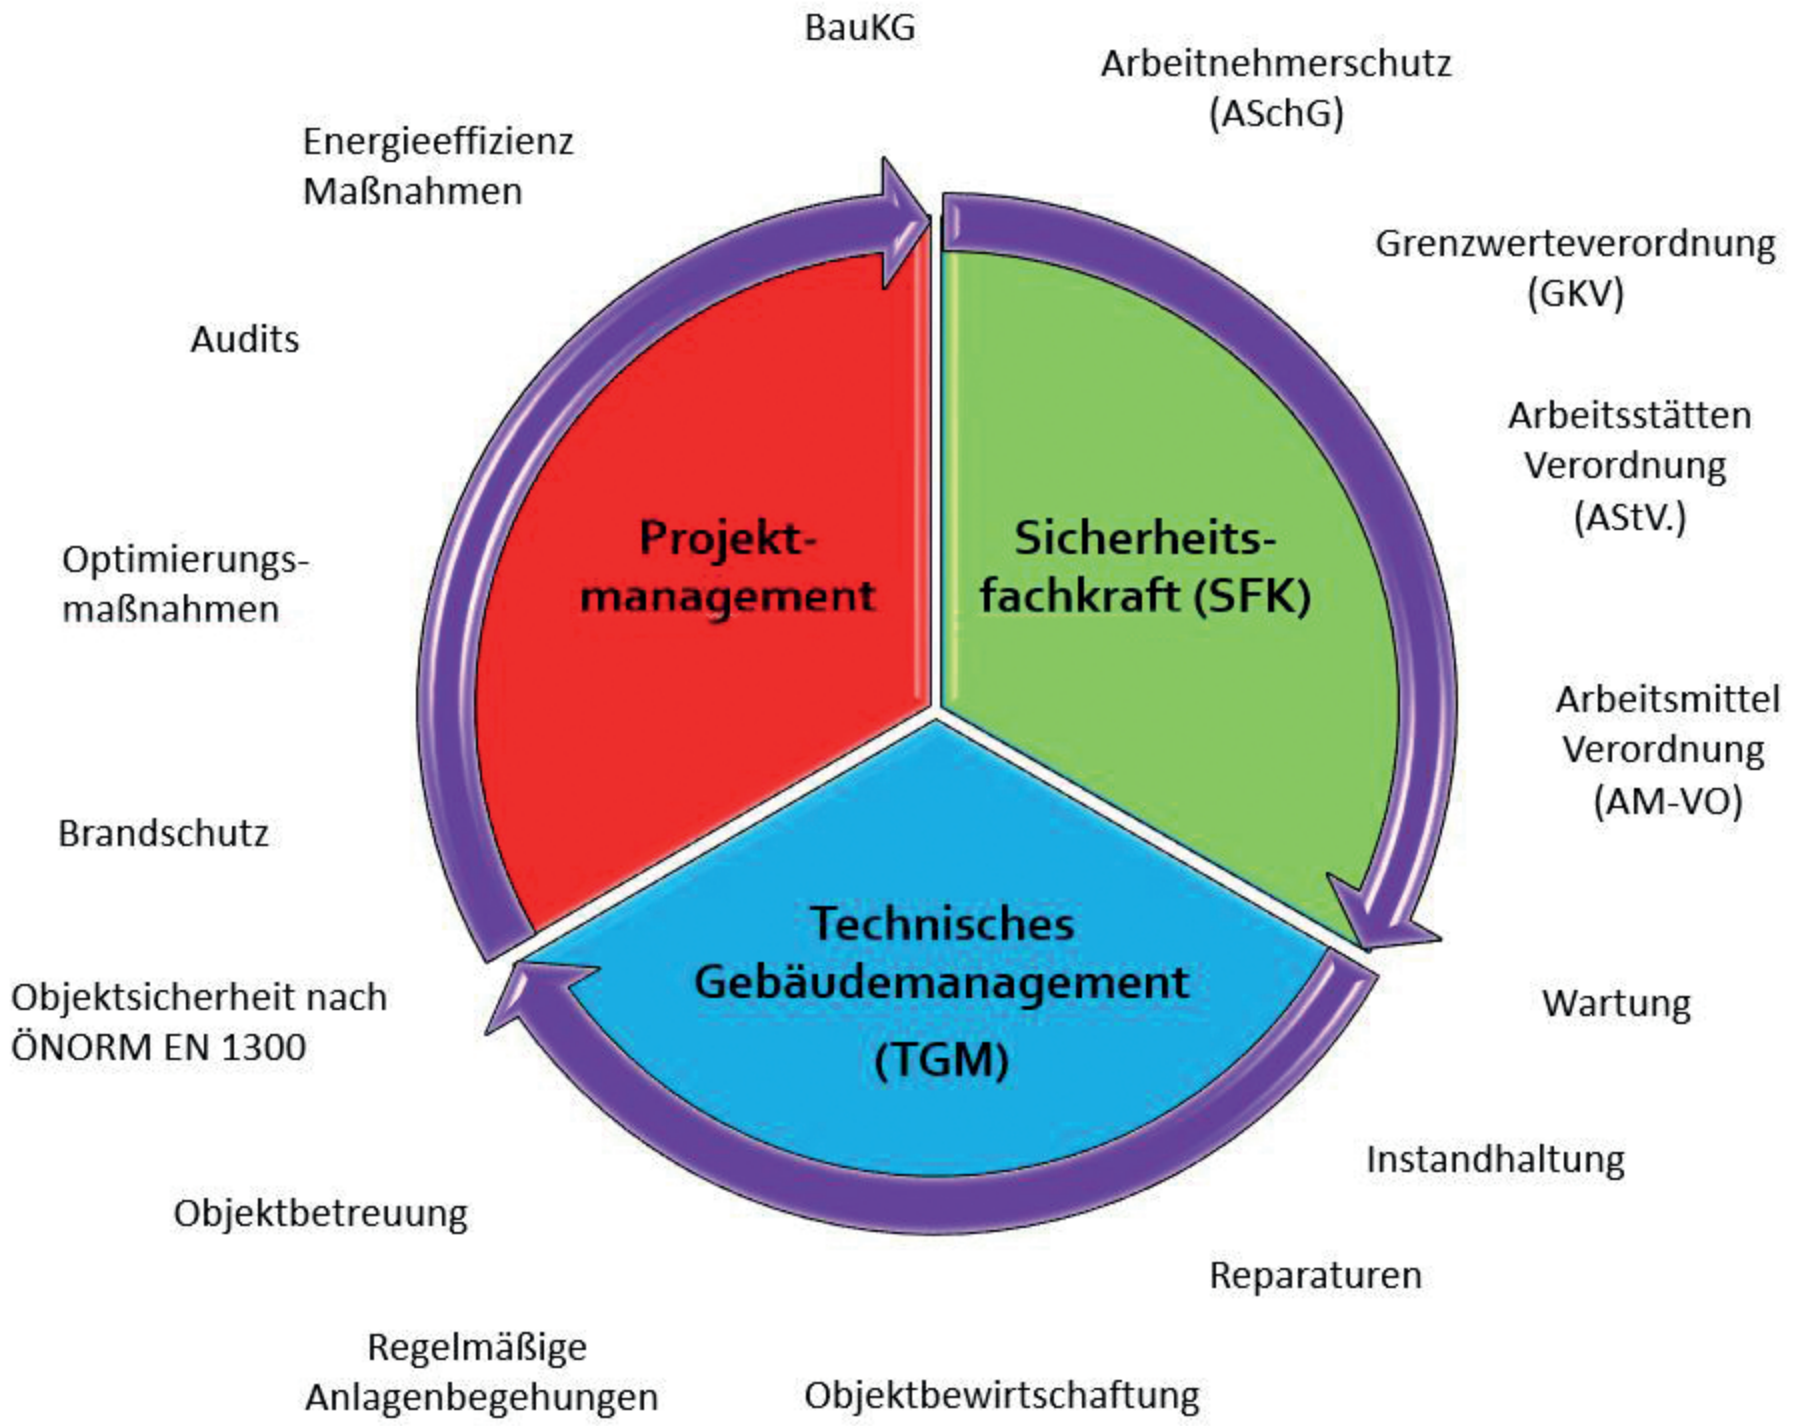 BauKG
Arbeitnehmerschutz
(ASchG)
Energieeffizienz
Maßnahmen
Grenzwerteverordnung
(GKV)
Audits
Arbeitsstätten
Verordnung
(AStV.)
Optimierungs-
maßnahmen
Projekt-
management
Sicherheits-
fachkraft (SFK)
Arbeitsmittel
Verordnung
(AM-VO)
Brandschutz
Technisches
Gebäudemanagement
(TGM)
Objektsicherheit nach
ÖNORM EN 1300
Wartung
Instandhaltung
Objektbetreuung
Reparaturen
Regelmäßige
Anlagenbegehungen
Objektbewirtschaftung